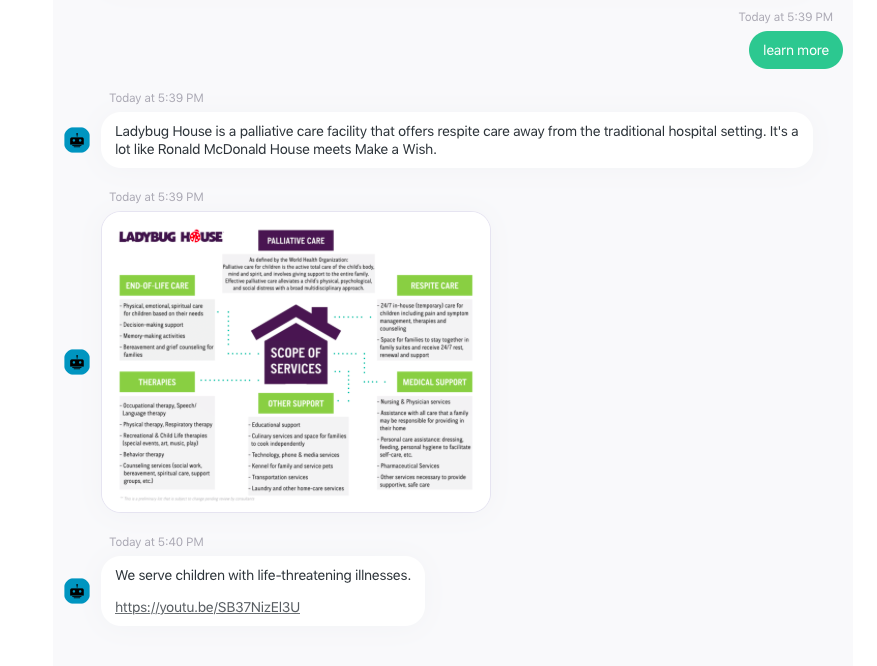 Today at 5:39 PM
learn more
Today at 5:39 PM
Ladybug House is a palliative care facility that offers respite care away from the traditional hospital setting. It's a
lot like Ronald McDonald House meets Make a Wish.
Today at 5:39 PM
LADYBUG HOUSE
PALLIATIVE CARE
As defined by the World Health Organization:
Palliative care for children is the active total care of the child's body,
mind and spirit, and involves giving support to the entire family.
Effective palliative care alleviates a child's physical, psychological,
and social distress with a broad multidisciplinary approach.
END-OF-LIFE CARE
- Physical, emotional, spiritual care
for children based on their needs
- Decision-making support
- Memory-making activities
- Bereavement and grief counseling for
families
RESPITE CARE
- 24/7 in-house (temporary) care for
children including pain and symptom
management, therapies and
counseling
- Space for families to stay together in
family suites and receive 24/7 rest,
renewal and support
SCOPE OF
SERVICES
THERAPIES
- Occupational therapy, Speech/
Language therapy
- Physical therapy, Respiratory therapy
- Recreational & Child Life therapies
(special events, art, music, play)
- Behavior therapy
- Counseling services (social work,
bereavement, spiritual care, support
groups, etc.)
OTHER SUPPORT
- Educational support
- Culinary services and space for families
to cook independently
- Technology, phone & media services
- Kennel for family and service pets
- Transportation services
- Laundry and other home-care services
MEDICAL SUPPORT
- Nursing & Physician services
- Assistance with all care that a family
may be responsible for providing in
their home
- Personal care assistance: dressing,
feeding, personal hygiene to facilitate
self-care, etc.
- Pharmaceutical Services
- Other services necessary to provide
supportive, safe care
Today at 5:40 PM
We serve children with life-threatening illnesses.
https://youtu.be/SB37NizEl3U